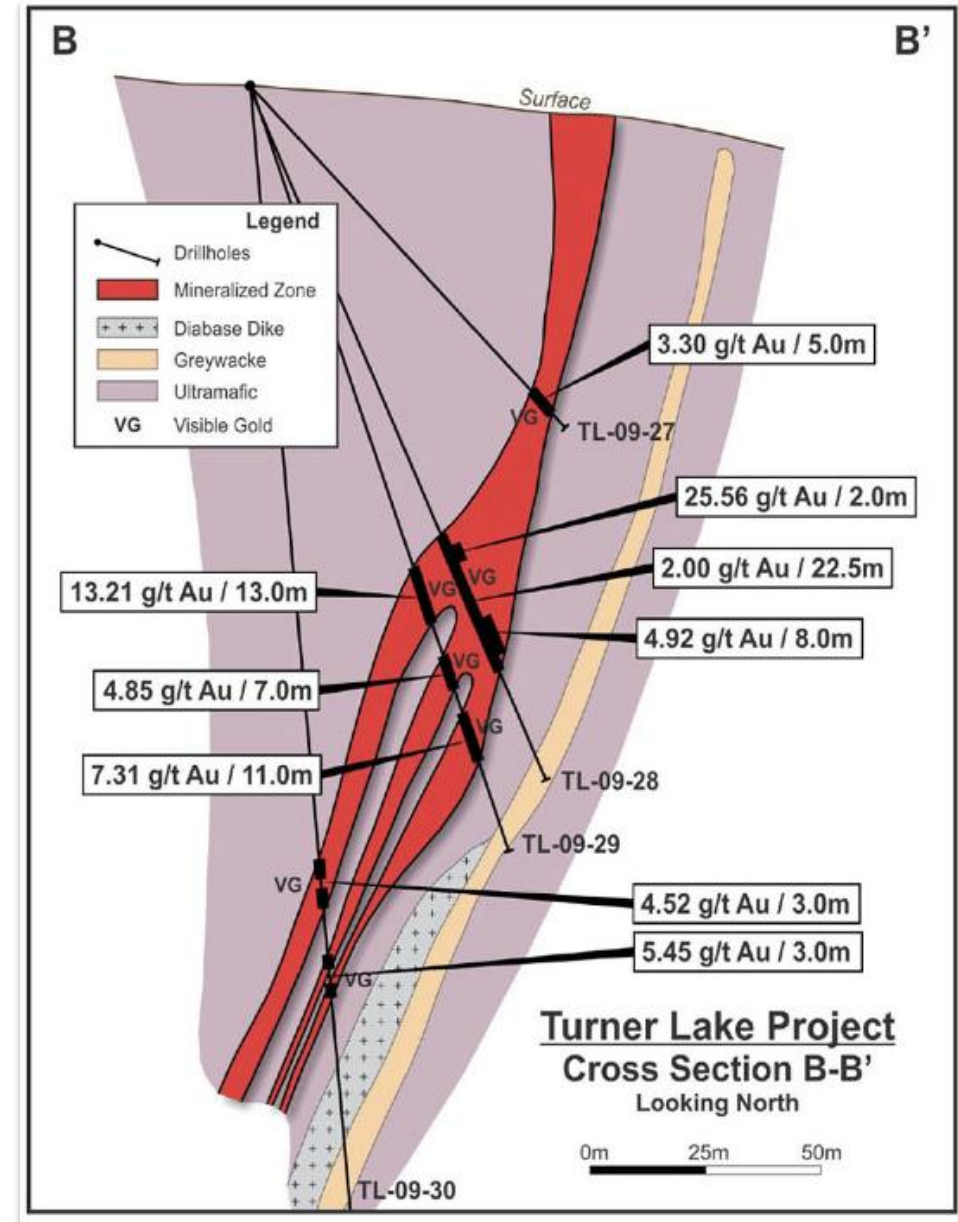 B
B’
Surface
Legend
Drillholes
Mineralized Zone
Diabase Dike
Greywacke
Ultramafic
VG Visible Gold
3.30 g/t Au / 5.0m
VG
TL-09-27
25.56 g/t Au / 2.0m
VG
2.00 g/t Au / 22.5m
13.21 g/t Au / 13.0m
VG
4.92 g/t Au / 8.0m
VG
4.85 g/t Au / 7.0m
VG
7.31 g/t Au / 11.0m
TL-09-28
TL-09-29
VG
4.52 g/t Au / 3.0m
5.45 g/t Au / 3.0m
VG
Turner Lake Project
Cross Section B-B’
Looking North
0m 25m 50m
TL-09-30